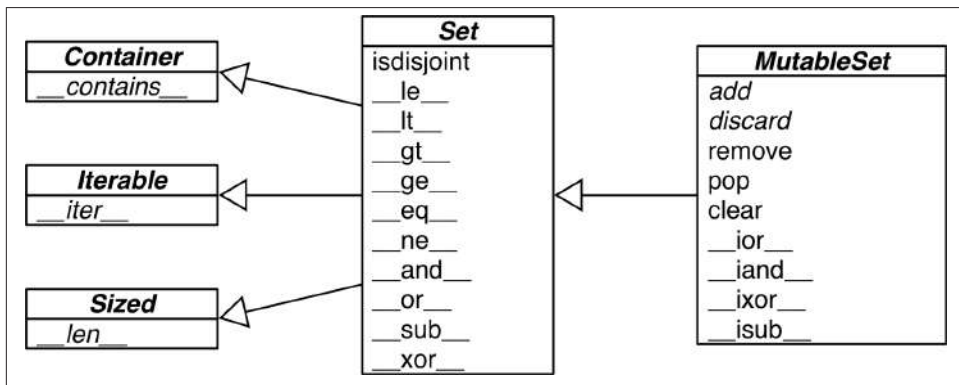 Container
__contains__
Iterable
__iter__
Sized
__len__
Set
isdisjoint
__le__
__lt__
__gt__
__ge__
__eq__
__ne__
__and__
__or__
__sub__
__xor__
MutableSet
add
discard
remove
pop
clear
__ior__
__iand__
__ixor__
__isub__